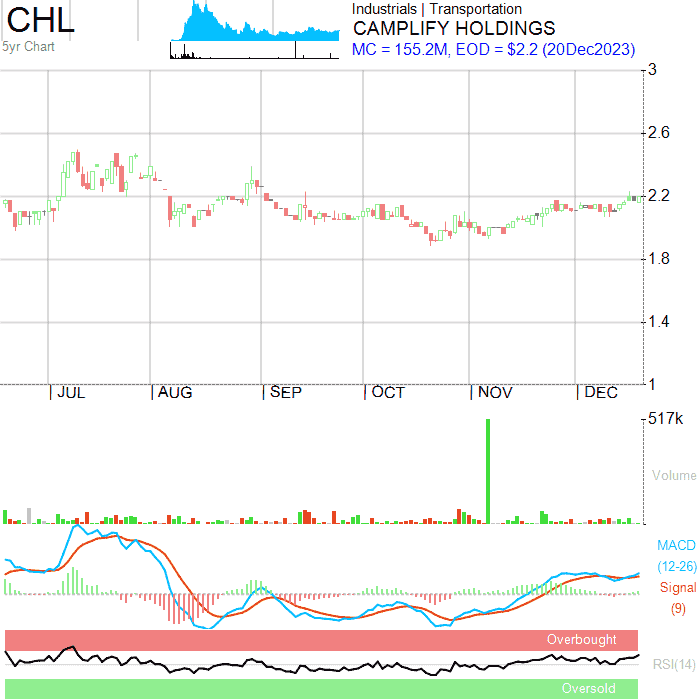 CHL
5yr Chart
Industrials | Transportation
CAMPLIFY HOLDINGS
MC = 155.2M, EOD = $2.2 (20Dec2023)
3
2.6
2.2
1.8
1.4
1
JUL AUG SEP OCT NOV DEC
517k
Volume
MACD
(12-26)
Signal
(9)
Overbought
RSI(14)
Oversold